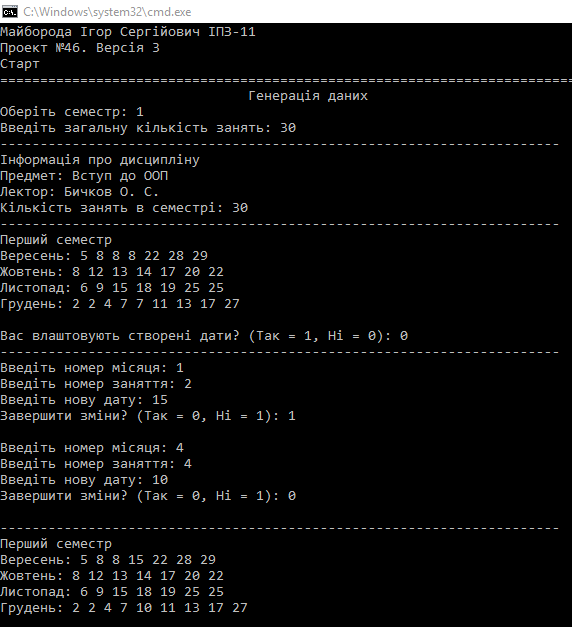 C:\Windows\system32\cmd.exe
Майборода Ігор Сергійович ІПЗ-11
Проект №46. Версія 3
Старт
========================================================================
Генерація даних
Оберіть семестр: 1
Введіть загальну кількість занять: 30
----------------------------------------------------------------------
Інформація про дисципліну
Предмет: Вступ до ООП
Лектор: Бичков О. С.
Кількість занять в семестрі: 30
----------------------------------------------------------------------
Перший семестр
Вересень: 5 8 8 8 22 28 29
Жовтень: 8 12 13 14 17 20 22
Листопад: 6 9 15 18 19 25 25
Грудень: 2 2 4 7 7 11 13 17 27
Вас влаштовують створені дати? (Так = 1, Ні = 0): 0
----------------------------------------------------------------------
Введіть номер місяця: 1
Введіть номер заняття: 2
Введіть нову дату: 15
Завершити зміни? (Так = 0, Ні = 1): 1
Введіть номер місяця: 4
Введіть номер заняття: 4
Введіть нову дату: 10
Завершити зміни? (Так = 0, Ні = 1): 0
----------------------------------------------------------------------
Перший семестр
Вересень: 5 8 8 15 22 28 29
Жовтень: 8 12 13 14 17 20 22
Листопад: 6 9 15 18 19 25 25
Грудень: 2 2 4 7 10 11 13 17 27